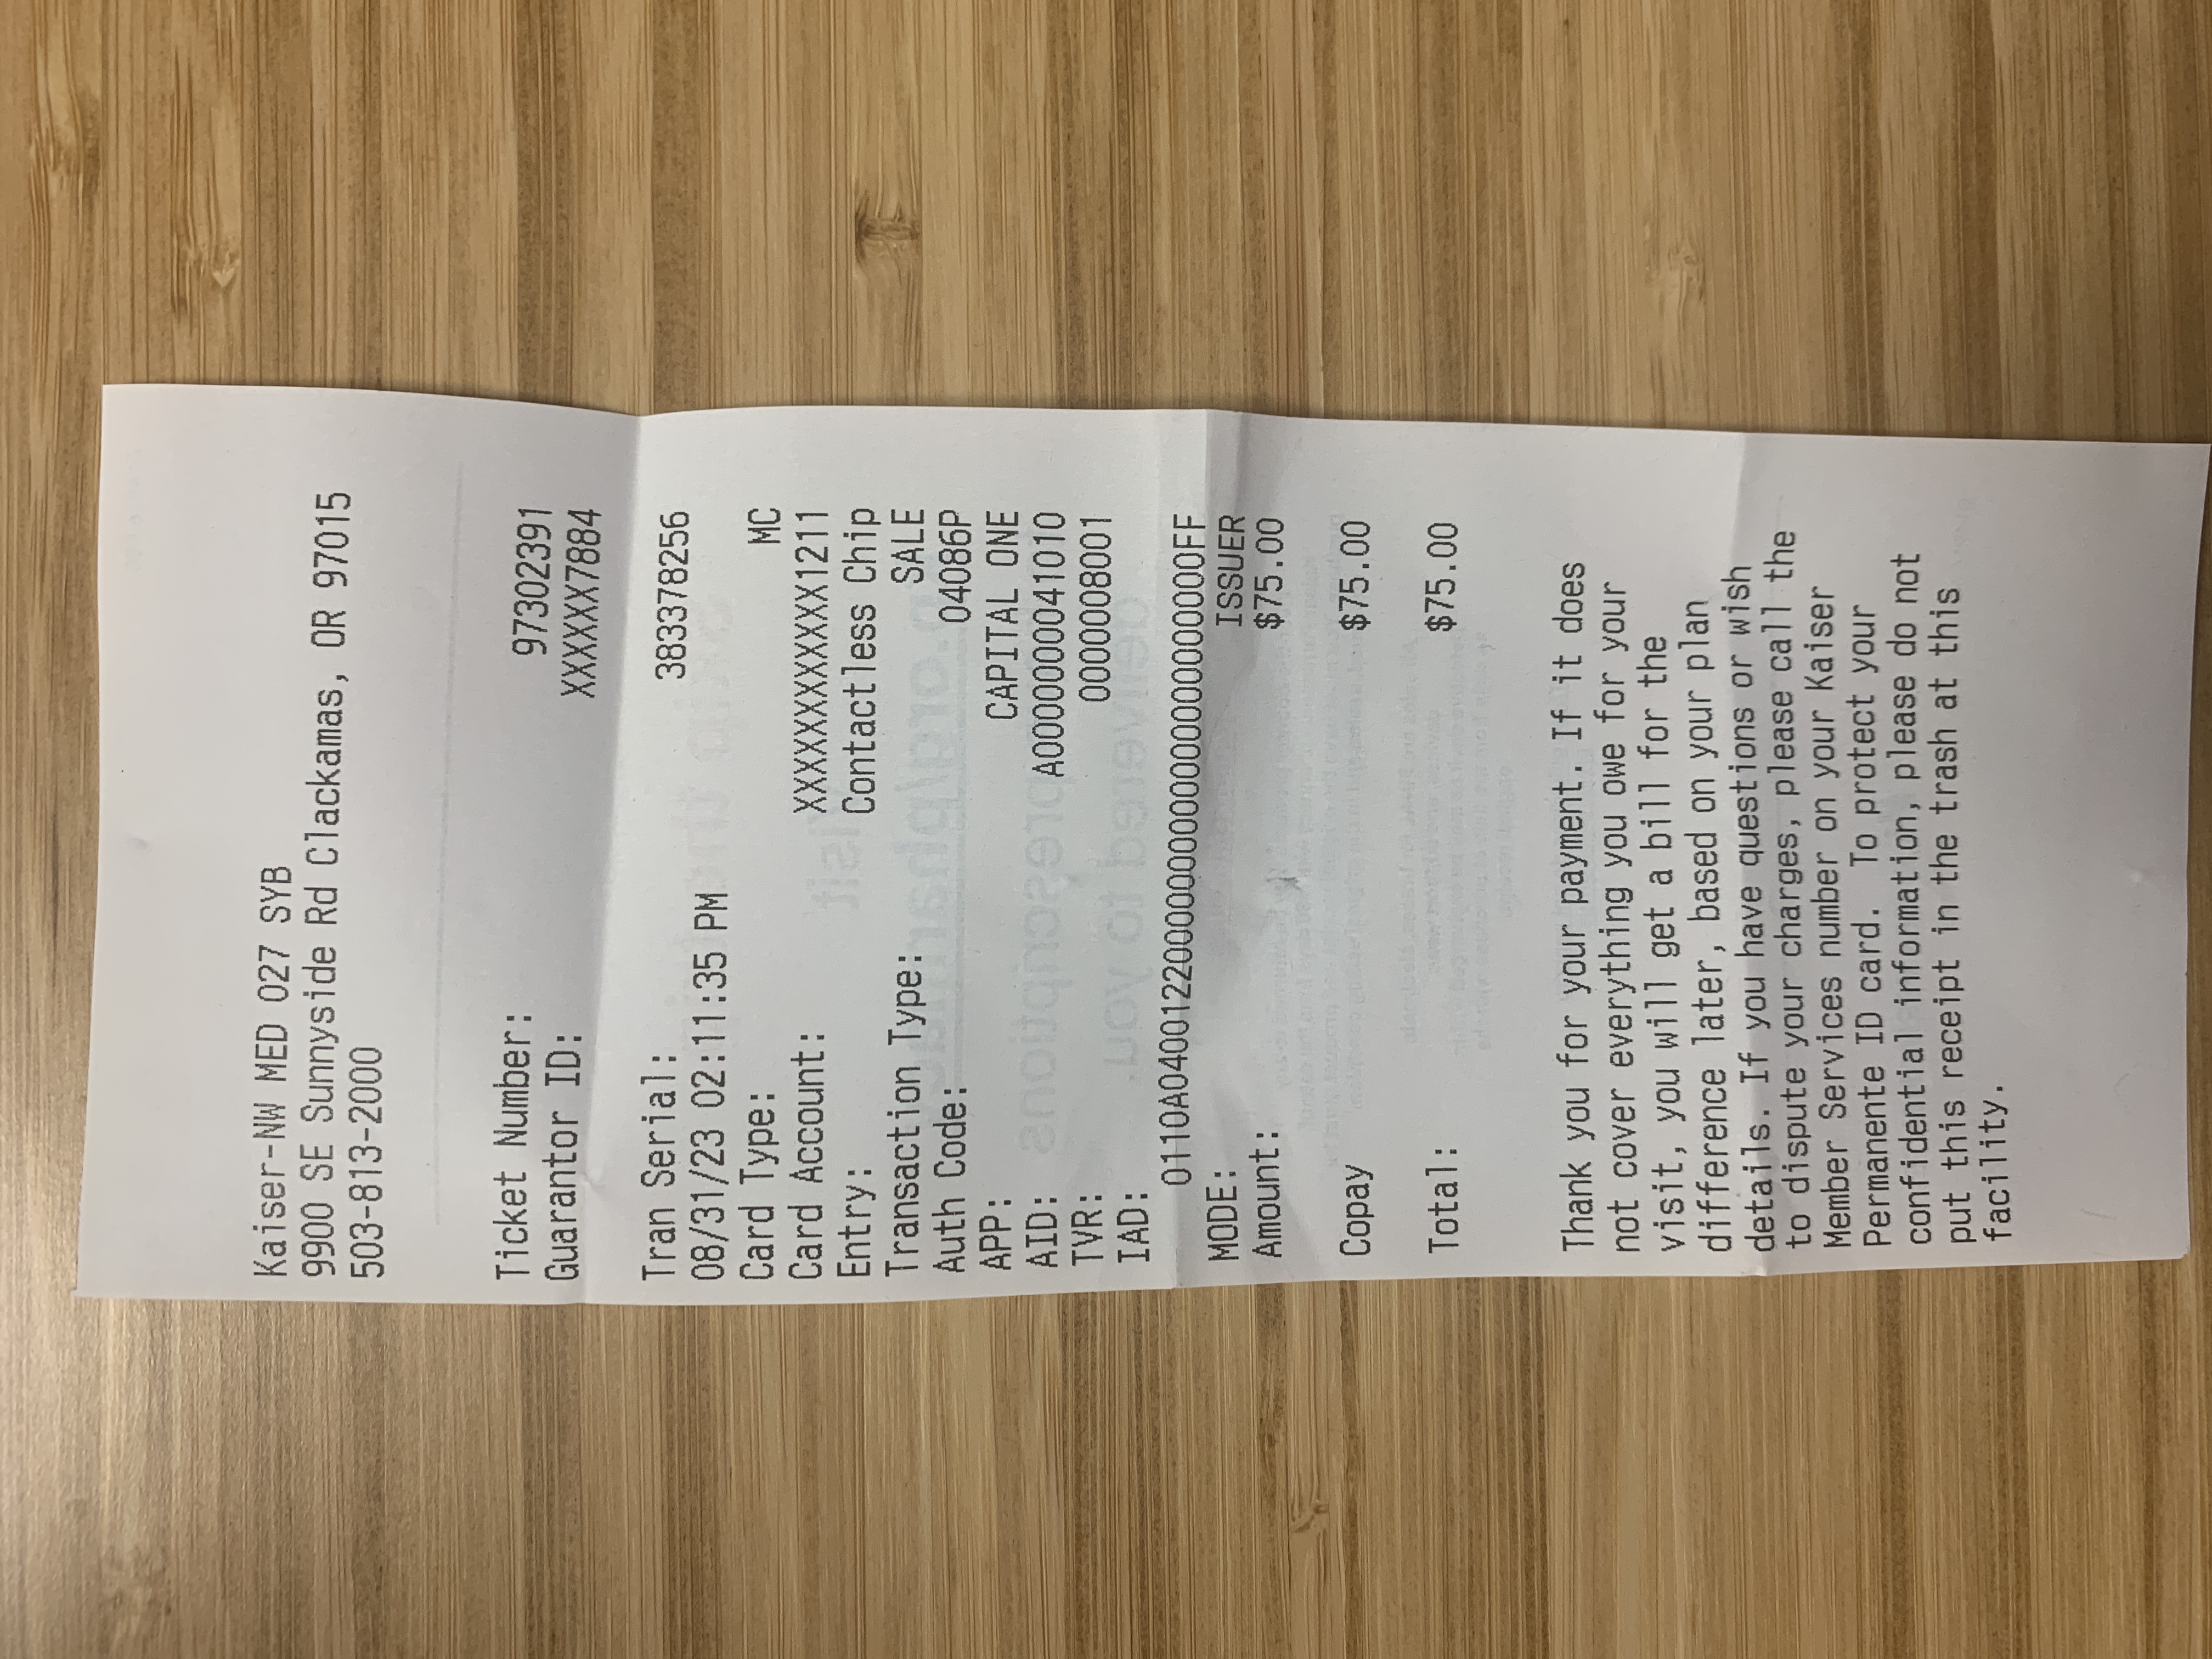 Kaiser-NW MED 027 SYB
9900 SE Sunnyside Rd Clackamas, OR 97015
503-813-2000
Ticket Number: 97302391
Guarantor ID: XXXXXX7884
Tran Serial: 383378256
08/31/23 02:11:35 PM
Card Type: MC
Card Account: XXXXXXXXXXXX1211
Entry: Contactless Chip
Transaction Type: SALE
Auth Code: 04086P
APP: CAPITAL ONE
AID: A0000000041010
TVR: 0000008001
IAD:
MODE: ISSUER
Amount: $75.00
Copay $75.00
Total: $75.00
Thank you for your payment. If it does
not cover everything you owe for your
visit, you will get a bill for the
difference later, based on your plan
details. If you have questions or wish
to dispute your charges, please call the
Member Services number on your Kaiser
Permanente ID card. To protect your
confidential information, please do not
put this receipt in the trash at this
facility.